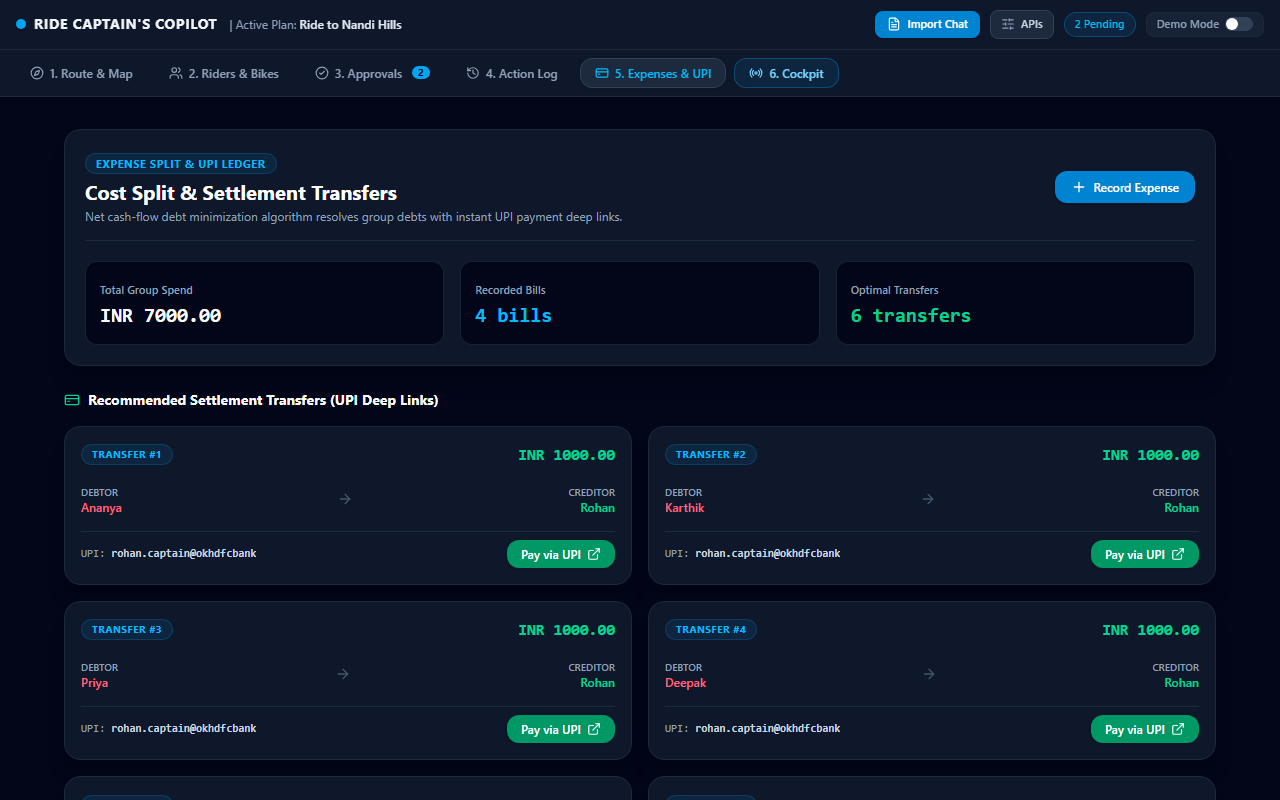 RIDE CAPTAIN'S COPILOT | Active Plan: Ride to Nandi Hills Import Chat APIs 2 Pending Demo Mode
1. Route & Map 2. Riders & Bikes 3. Approvals 2 4. Action Log 5. Expenses & UPI 6. Cockpit
EXPENSE SPLIT & UPI LEDGER
Cost Split & Settlement Transfers
Net cash-flow debt minimization algorithm resolves group debts with instant UPI payment deep links.
Record Expense
Total Group Spend Recorded Bills Optimal Transfers
INR 7000.00 4 bills 6 transfers
Recommended Settlement Transfers (UPI Deep Links)
TRANSFER #1 INR 1000.00
DEBTOR CREDITOR
Ananya Rohan
UPI: rohan.captain@okhdfcbank Pay via UPI
TRANSFER #2 INR 1000.00
DEBTOR CREDITOR
Karthik Rohan
UPI: rohan.captain@okhdfcbank Pay via UPI
TRANSFER #3 INR 1000.00
DEBTOR CREDITOR
Priya Rohan
UPI: rohan.captain@okhdfcbank Pay via UPI
TRANSFER #4 INR 1000.00
DEBTOR CREDITOR
Deepak Rohan
UPI: rohan.captain@okhdfcbank Pay via UPI